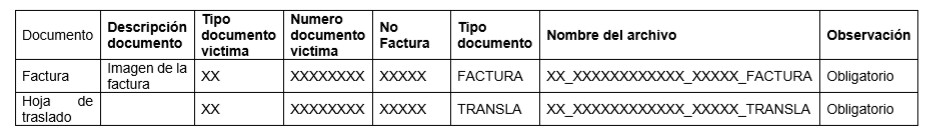 Documento Descripción documento Tipo documento victima Numero documento victima No Factura Tipo documento Nombre del archivo Observación
Factura Imagen de la factura XX XXXXXXXX XXXXX FACTURA XX_XXXXXXXXXXXX_XXXXX_FACTURA Obligatorio
Hoja de traslado XX XXXXXXXX XXXXX TRANSLA XX_XXXXXXXXXXXX_XXXXX_TRANSLA Obligatorio